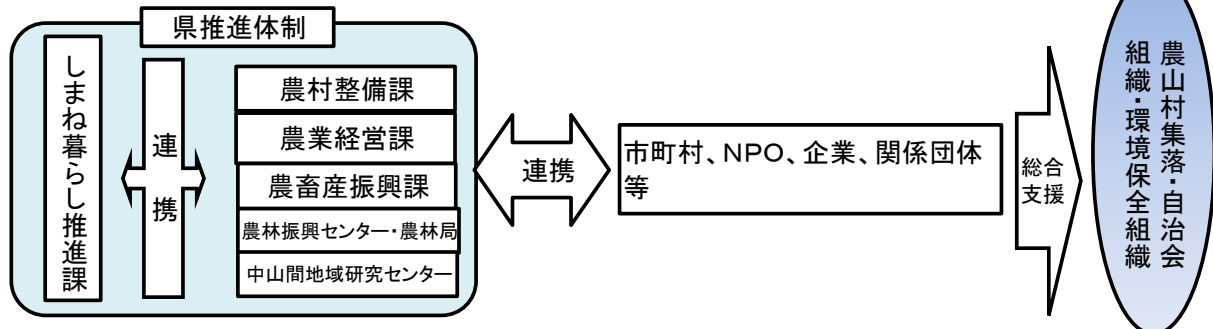 県推進体制
しまね暮らし推進課
連携
農村整備課
農業経営課
農畜産振興課
農林振興センター・農林局
中山間地域研究センター
連携
市町村、NPO、企業、関係団体
等
総合
支援
農山村集落・自治会
組織・環境保全組織